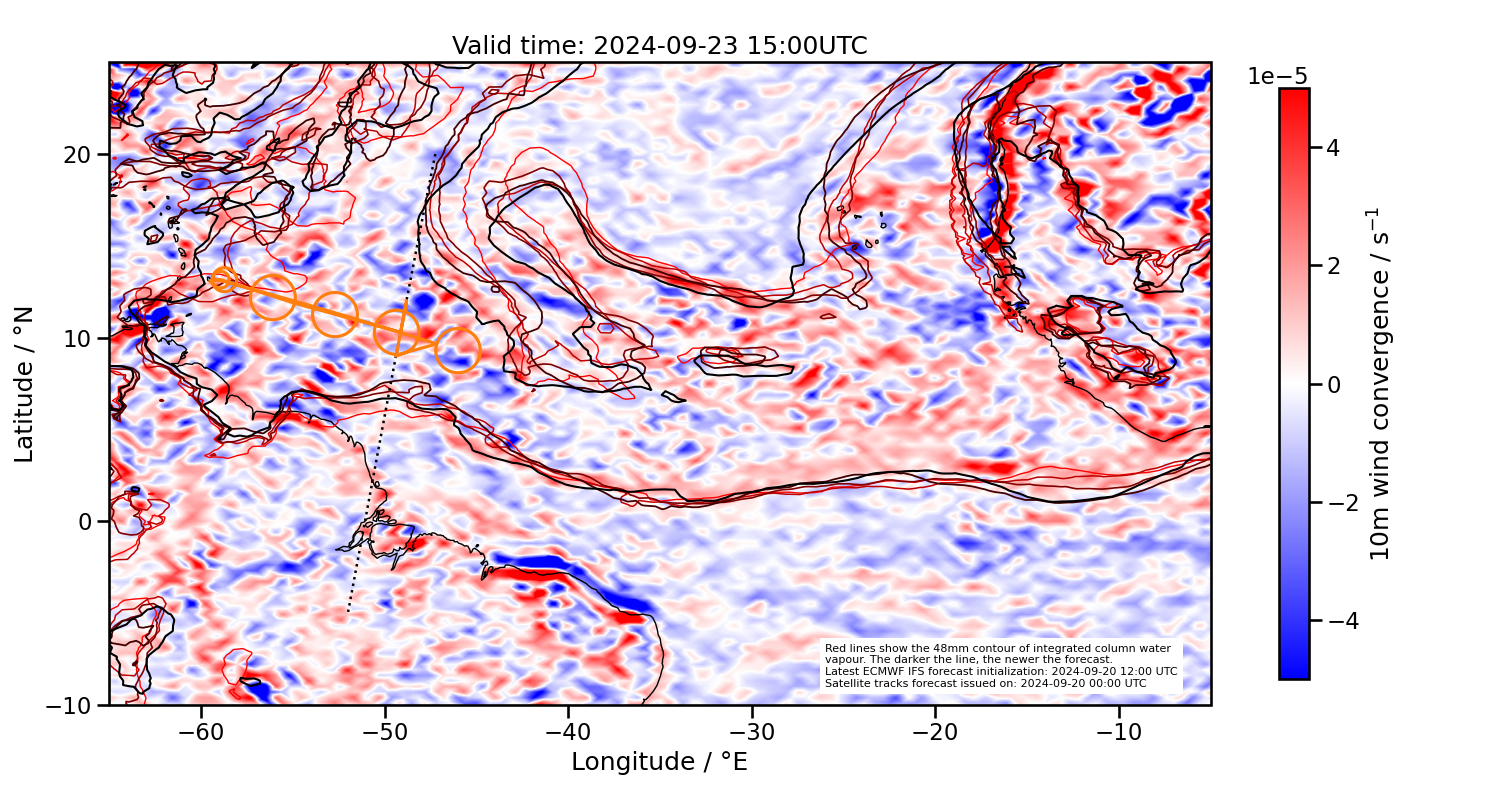 Valid time: 2024-09-23 15:00UTC
1e−5
20
10
0
−10
Latitude / °N
−60
−50
−40
−30
−20
−10
Longitude / °E
4
2
0
−2
−4
10m wind convergence / s⁻¹
Red lines show the 48mm contour of integrated column water
vapour. The darker the line, the newer the forecast.
Latest ECMWF IFS forecast initialization: 2024-09-20 12:00 UTC
Satellite tracks forecast issued on: 2024-09-20 00:00 UTC